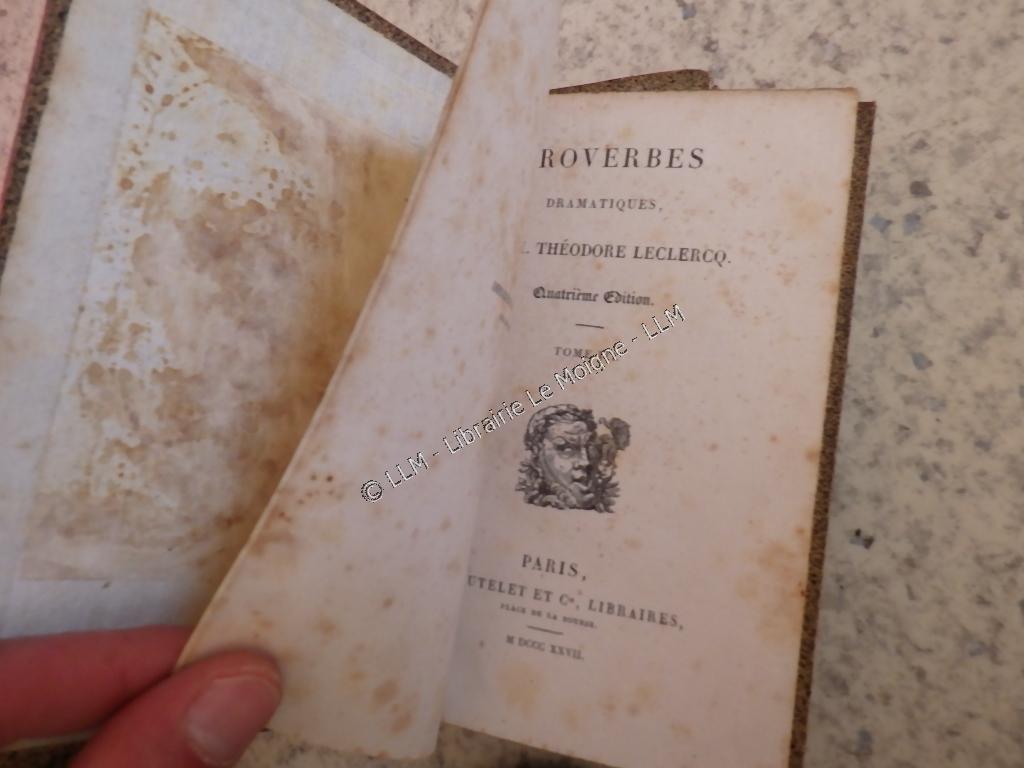 ROVERBES
DRAMATIQUES,
. THÉODORE LECLERCQ.
Quatrième Edition.
TOME
© LLM - Librairie Le Moigne - LLM
PARIS,
UTELET ET Cie, LIBRAIRES,
PLACE DE LA BOURSE.
M DCCC XXVII.